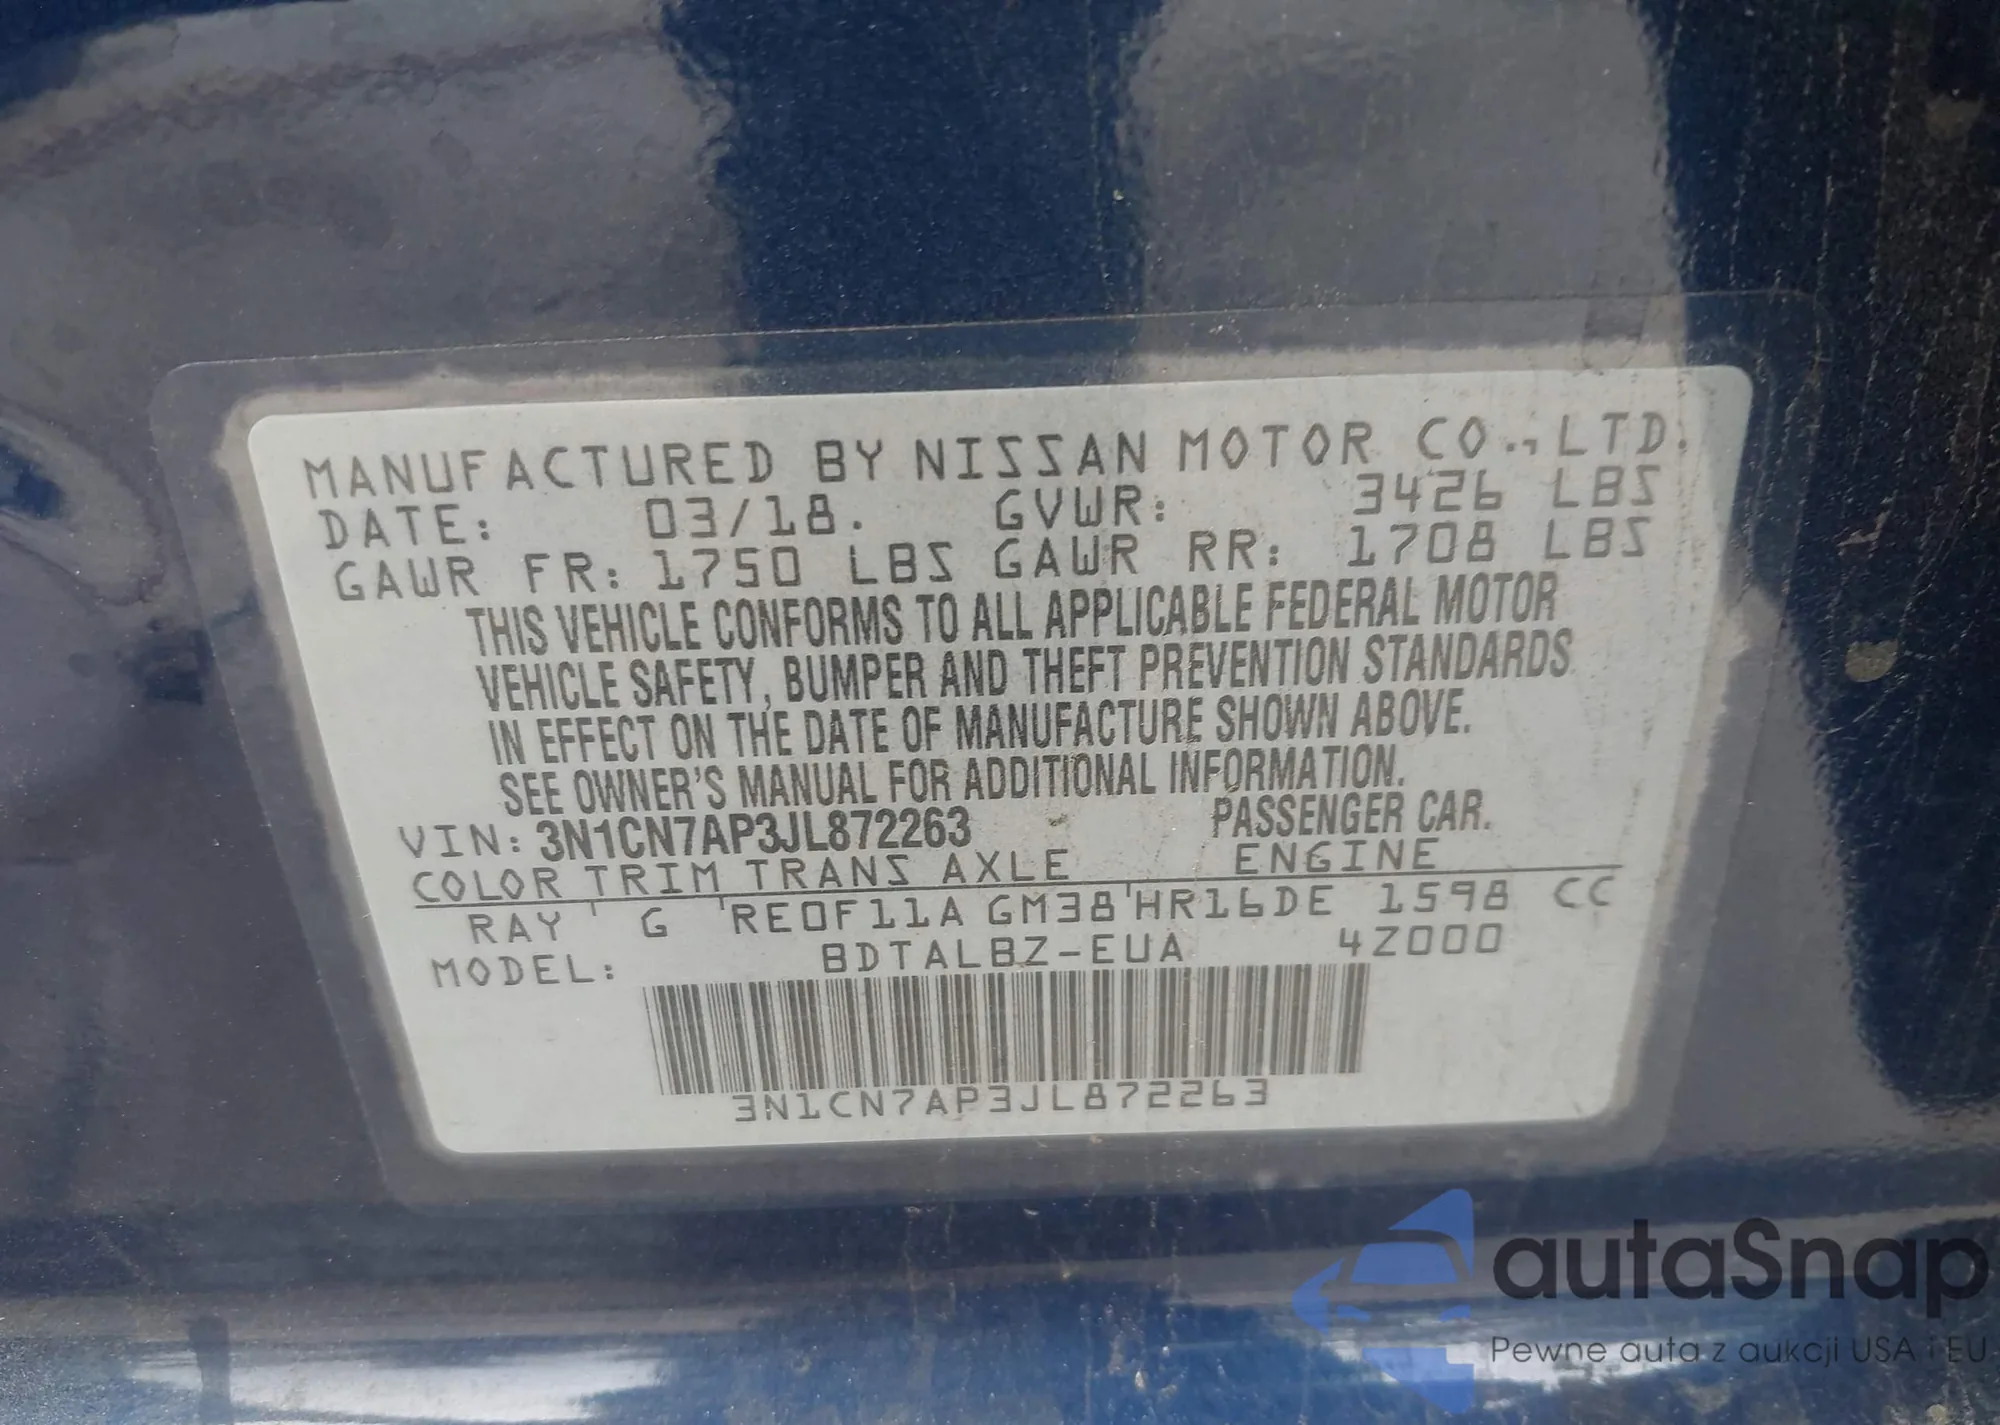 MANUFACTURED BY NISSAN MOTOR CO., LTD.
DATE: 03/18. GVWR: 3426 LBS
GAWR FR: 1750 LBS GAWR RR: 1708 LBS
THIS VEHICLE CONFORMS TO ALL APPLICABLE FEDERAL MOTOR
VEHICLE SAFETY, BUMPER AND THEFT PREVENTION STANDARDS
IN EFFECT ON THE DATE OF MANUFACTURE SHOWN ABOVE.
SEE OWNER'S MANUAL FOR ADDITIONAL INFORMATION.
VIN: 3N1CN7AP3JL872263 PASSENGER CAR.
COLOR TRIM TRANS AXLE ENGINE
RAY ' G ' RE0F11A GM38 ' HR16DE 1598 CC
MODEL: BDTALBZ-EUA 4Z000
3N1CN7AP3JL872263
autaSnap
Pewne auta z aukcji USA i EU